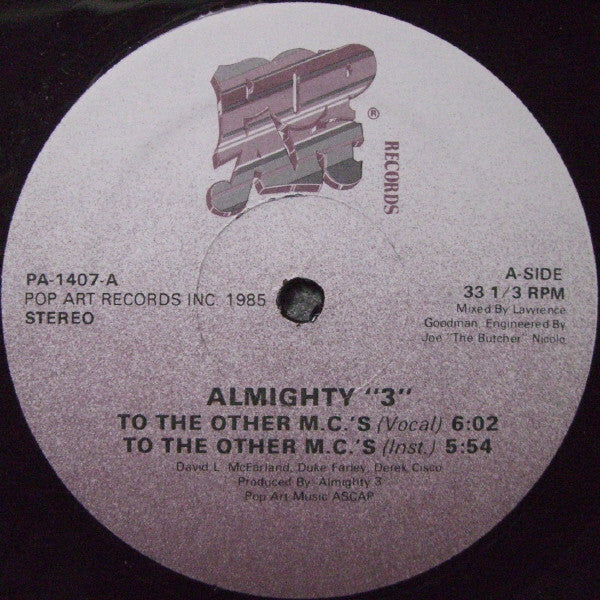 POP
ART
®
RECORDS
PA-1407-A
POP ART RECORDS INC. 1985
STEREO
A-SIDE
33 1/3 RPM
Mixed By Lawrence
Goodman, Engineered By
Joe "The Butcher" Nicolo
ALMIGHTY "3"
TO THE OTHER M.C.'S (Vocal) 6:02
TO THE OTHER M.C.'S (Inst.) 5:54
David L. McFarland, Duke Farley, Derek Cisco
Produced By: Almighty 3
Pop Art Music ASCAP